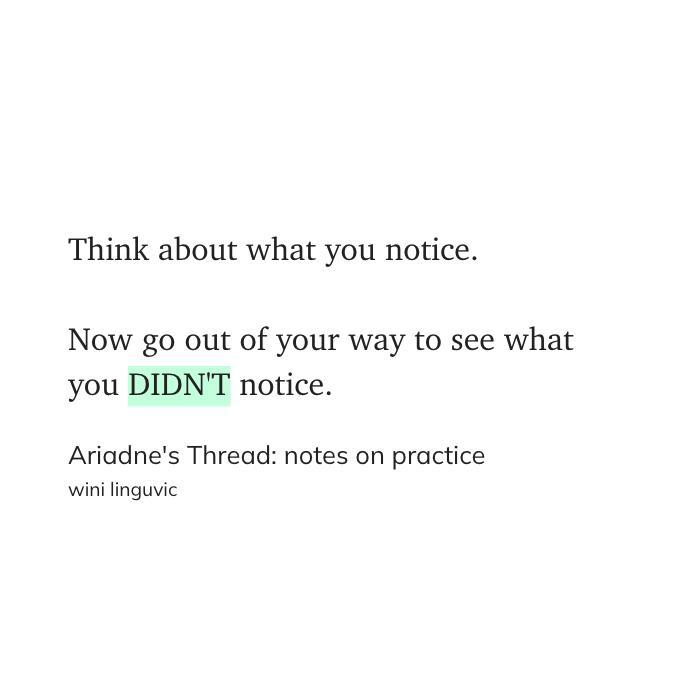 Think about what you notice.
Now go out of your way to see what
you DIDN'T notice.
Ariadne's Thread: notes on practice
wini linguvic